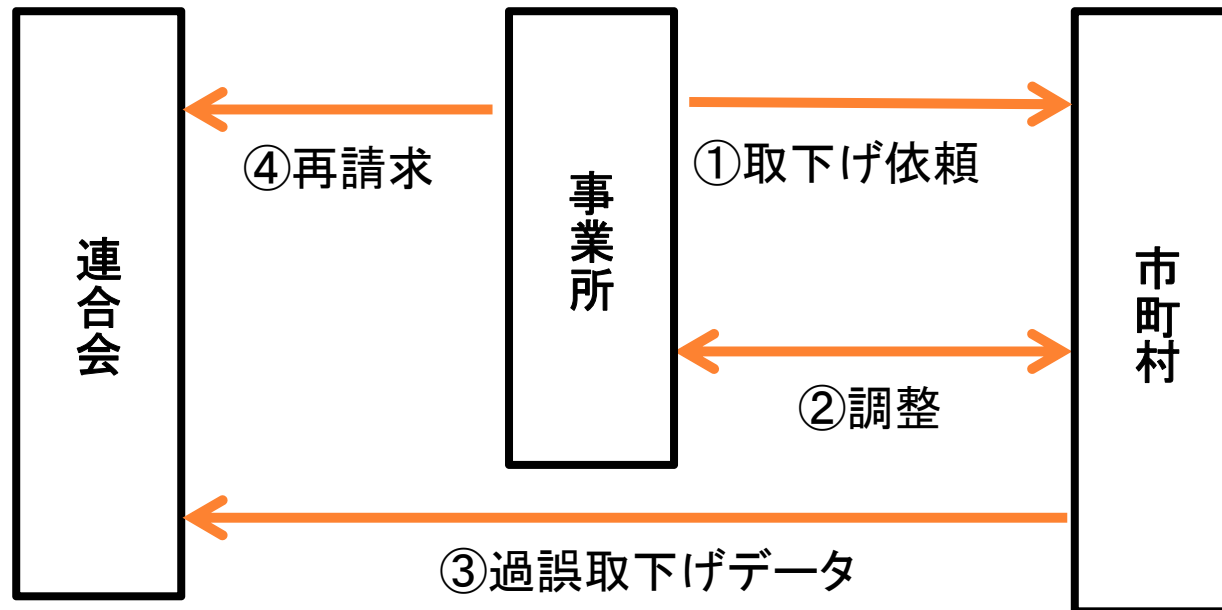 連合会
事業所
市町村
①取下げ依頼
②調整
③過誤取下げデータ
④再請求